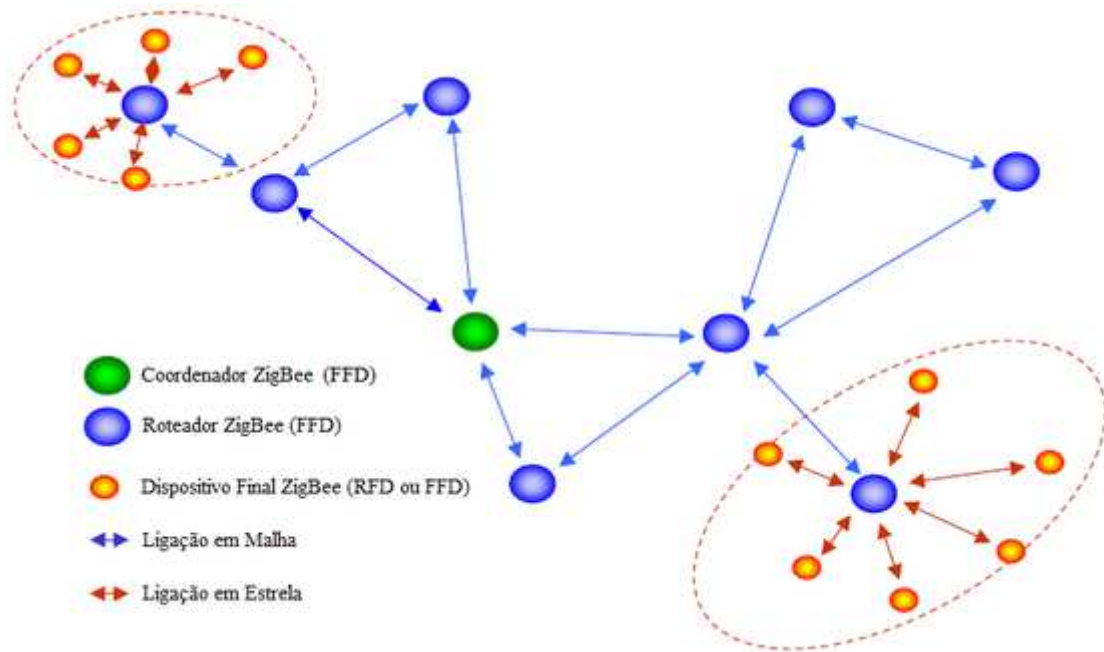 Coordenador ZigBee (FFD)
Roteador ZigBee (FFD)
Dispositivo Final ZigBee (RFD ou FFD)
Ligação em Malha
Ligação em Estrela